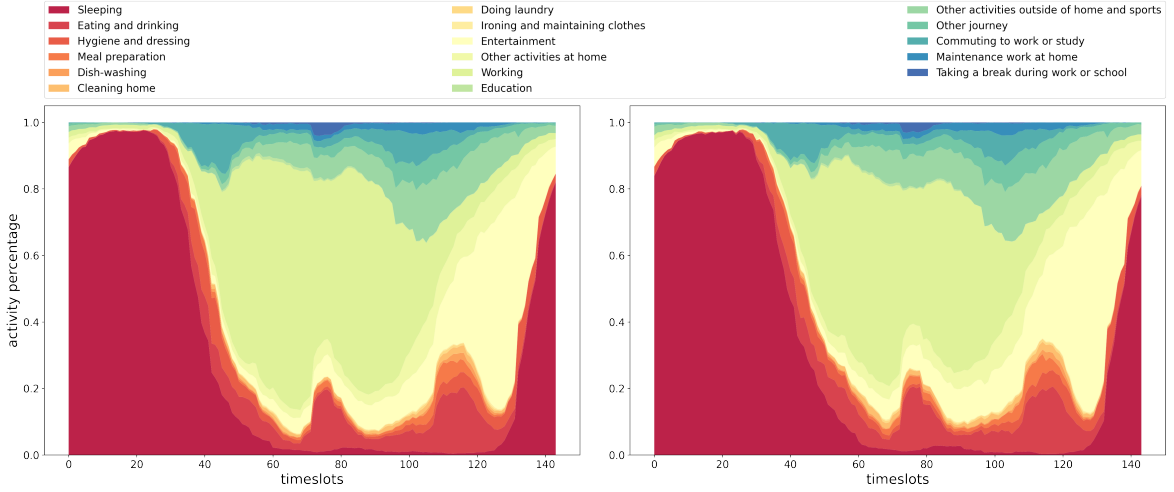 Sleeping
Eating and drinking
Hygiene and dressing
Meal preparation
Dish-washing
Cleaning home
Doing laundry
Ironing and maintaining clothes
Entertainment
Other activities at home
Working
Education
Other activities outside of home and sports
Other journey
Commuting to work or study
Maintenance work at home
Taking a break during work or school
activity percentage
1.0
0.8
0.6
0.4
0.2
0.0
0 20 40 60 80 100 120 140
timeslots
1.0
0.8
0.6
0.4
0.2
0.0
0 20 40 60 80 100 120 140
timeslots